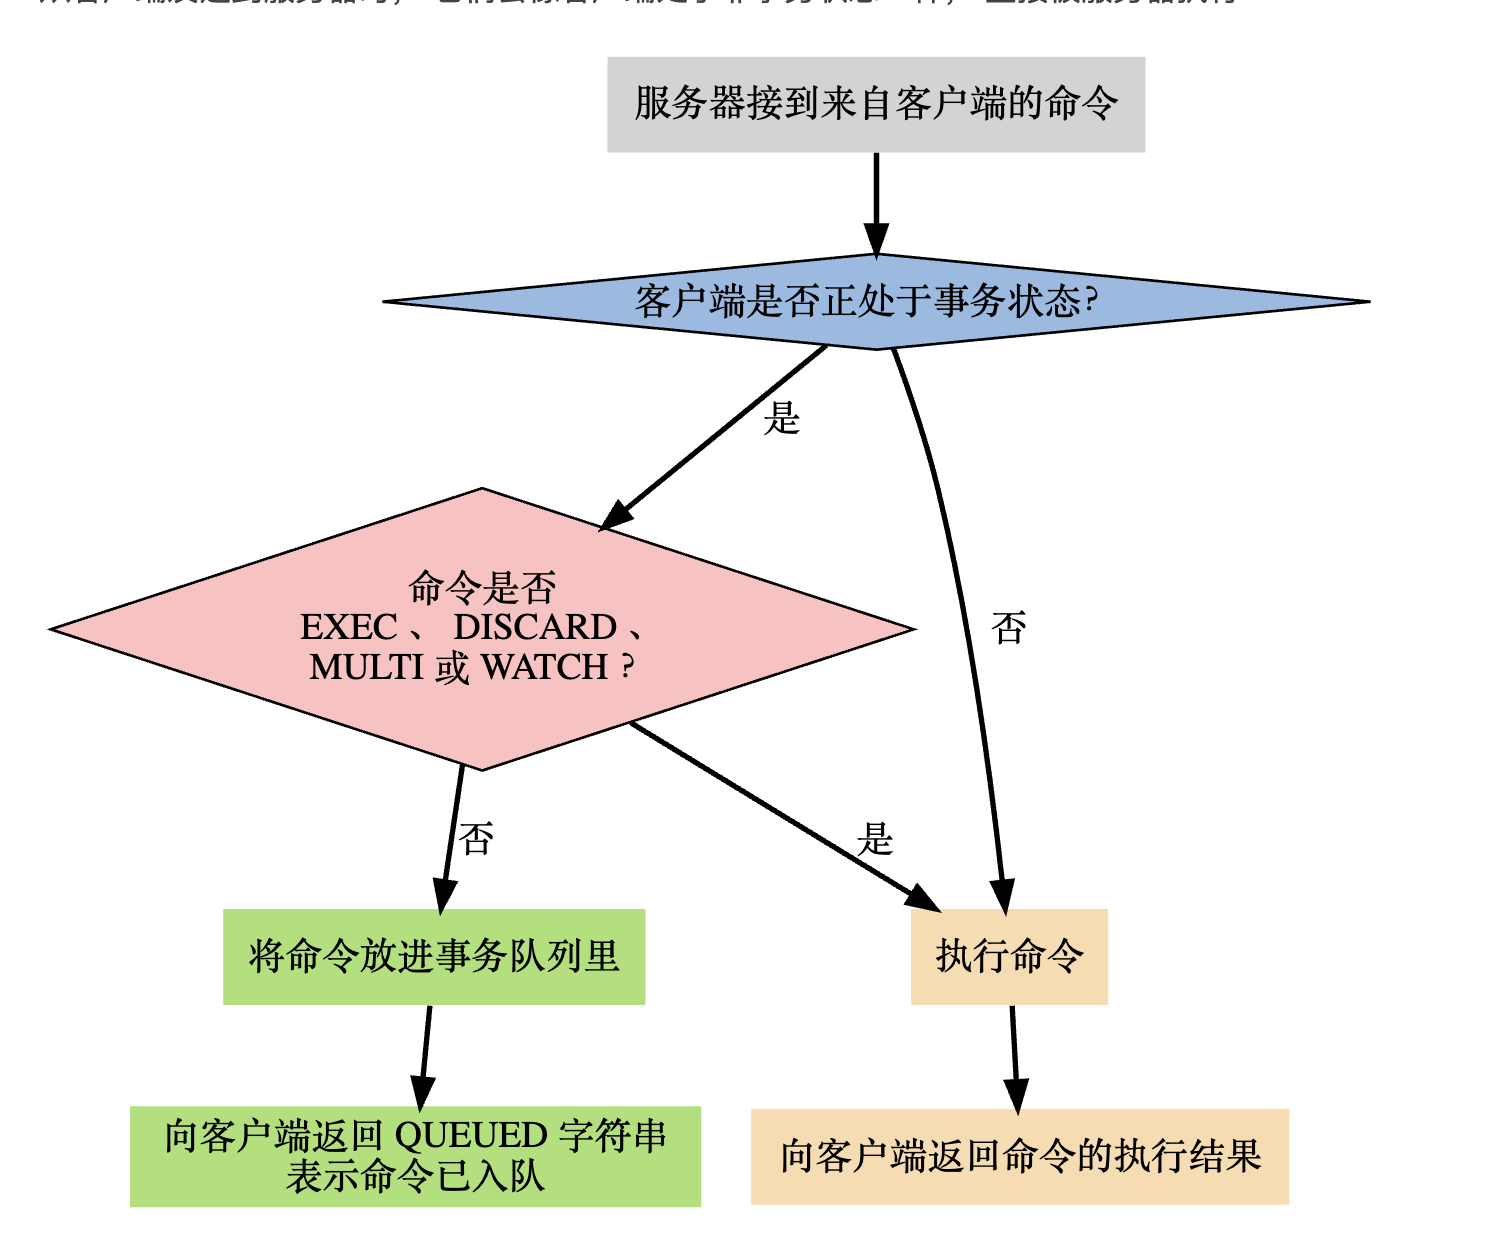 服务器接到来自客户端的命令
客户端是否正处于事务状态?
是
否
命令是否
EXEC 、 DISCARD 、
MULTI 或 WATCH ?
否
是
将命令放进事务队列里
执行命令
向客户端返回 QUEUED 字符串
表示命令已入队
向客户端返回命令的执行结果